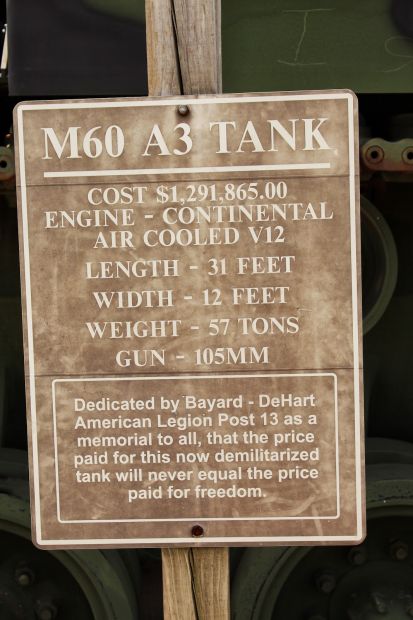 M60 A3 TANK
COST $1,291,865.00
ENGINE - CONTINENTAL
AIR COOLED V12
LENGTH - 31 FEET
WIDTH - 12 FEET
WEIGHT - 57 TONS
GUN - 105MM
Dedicated by Bayard - DeHart
American Legion Post 13 as a
memorial to all, that the price
paid for this now demilitarized
tank will never equal the price
paid for freedom.